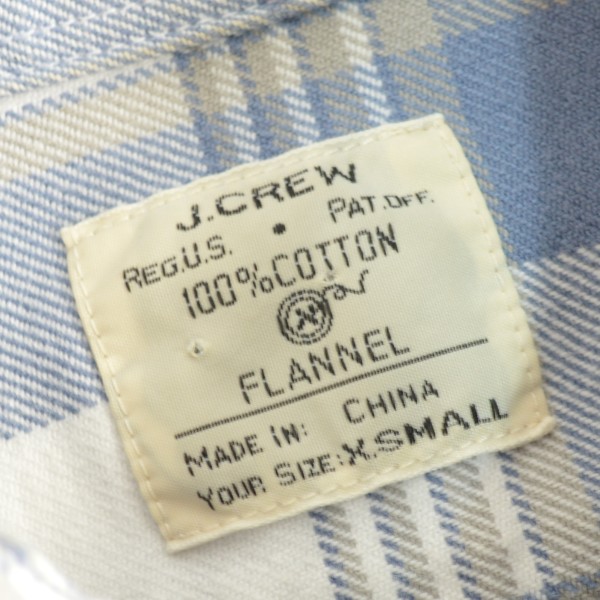 J.CREW
REG.U.S. • PAT.OFF.
100% COTTON
FLANNEL
MADE IN: CHINA
YOUR SIZE: X.SMALL